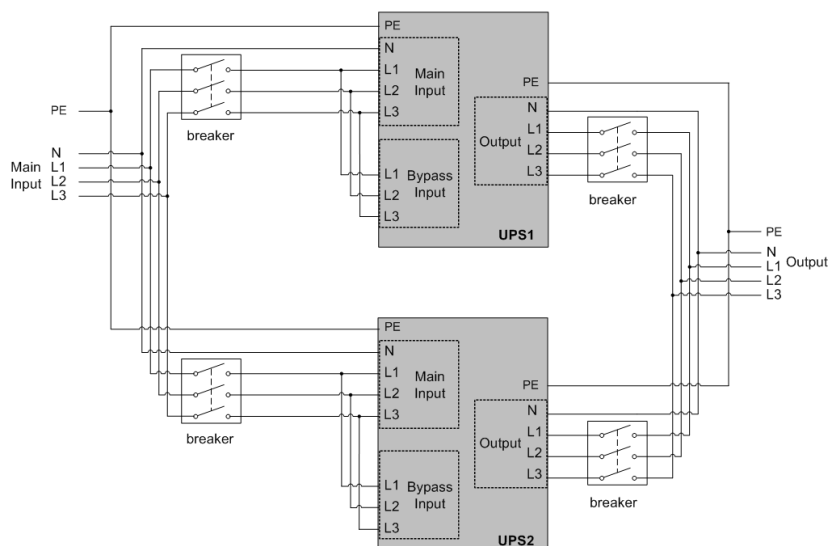 PE
N
L1
L2
L3
Main
Input
breaker
PE
N
L1
L2
L3
Output
breaker
L1
L2
L3
Bypass
Input
UPS1
PE
N
Main
Input
L1
L2
L3
PE
N
L1
L2
L3
Output
PE
N
L1
L2
L3
Main
Input
breaker
PE
N
L1
L2
L3
Output
breaker
L1
L2
L3
Bypass
Input
UPS2